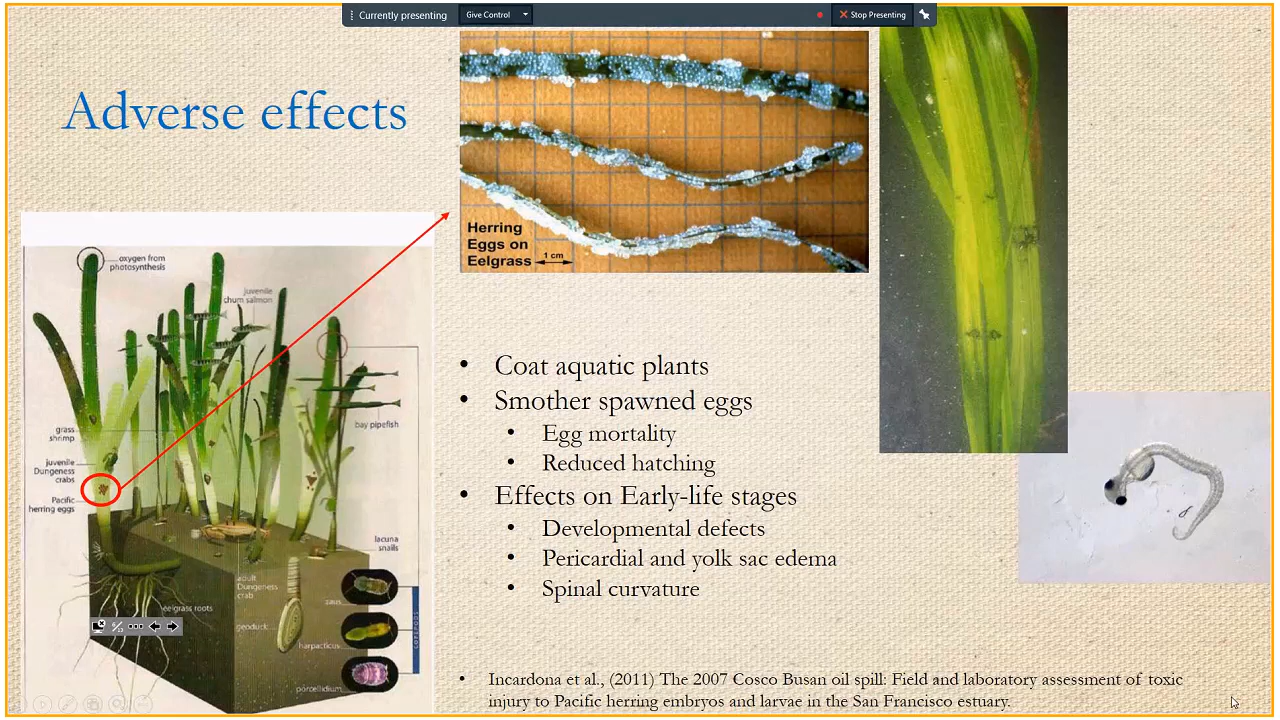 Currently presenting
Give Control
Stop Presenting
Adverse effects
Herring
Eggs on
Eelgrass
1 cm
oxygen from
photosynthesis
juvenile
chum salmon
bay pipefish
grass
shrimp
juvenile
Dungeness
crabs
Pacific
herring eggs
lacuna
snails
adult
Dungeness
crab
zaus
eelgrass roots
geoduck
harpacticus
COPEPODS
porcellidium
• Coat aquatic plants
• Smother spawned eggs
• Egg mortality
• Reduced hatching
• Effects on Early-life stages
• Developmental defects
• Pericardial and yolk sac edema
• Spinal curvature
• Incardona et al., (2011) The 2007 Cosco Busan oil spill: Field and laboratory assessment of toxic
injury to Pacific herring embryos and larvae in the San Francisco estuary.